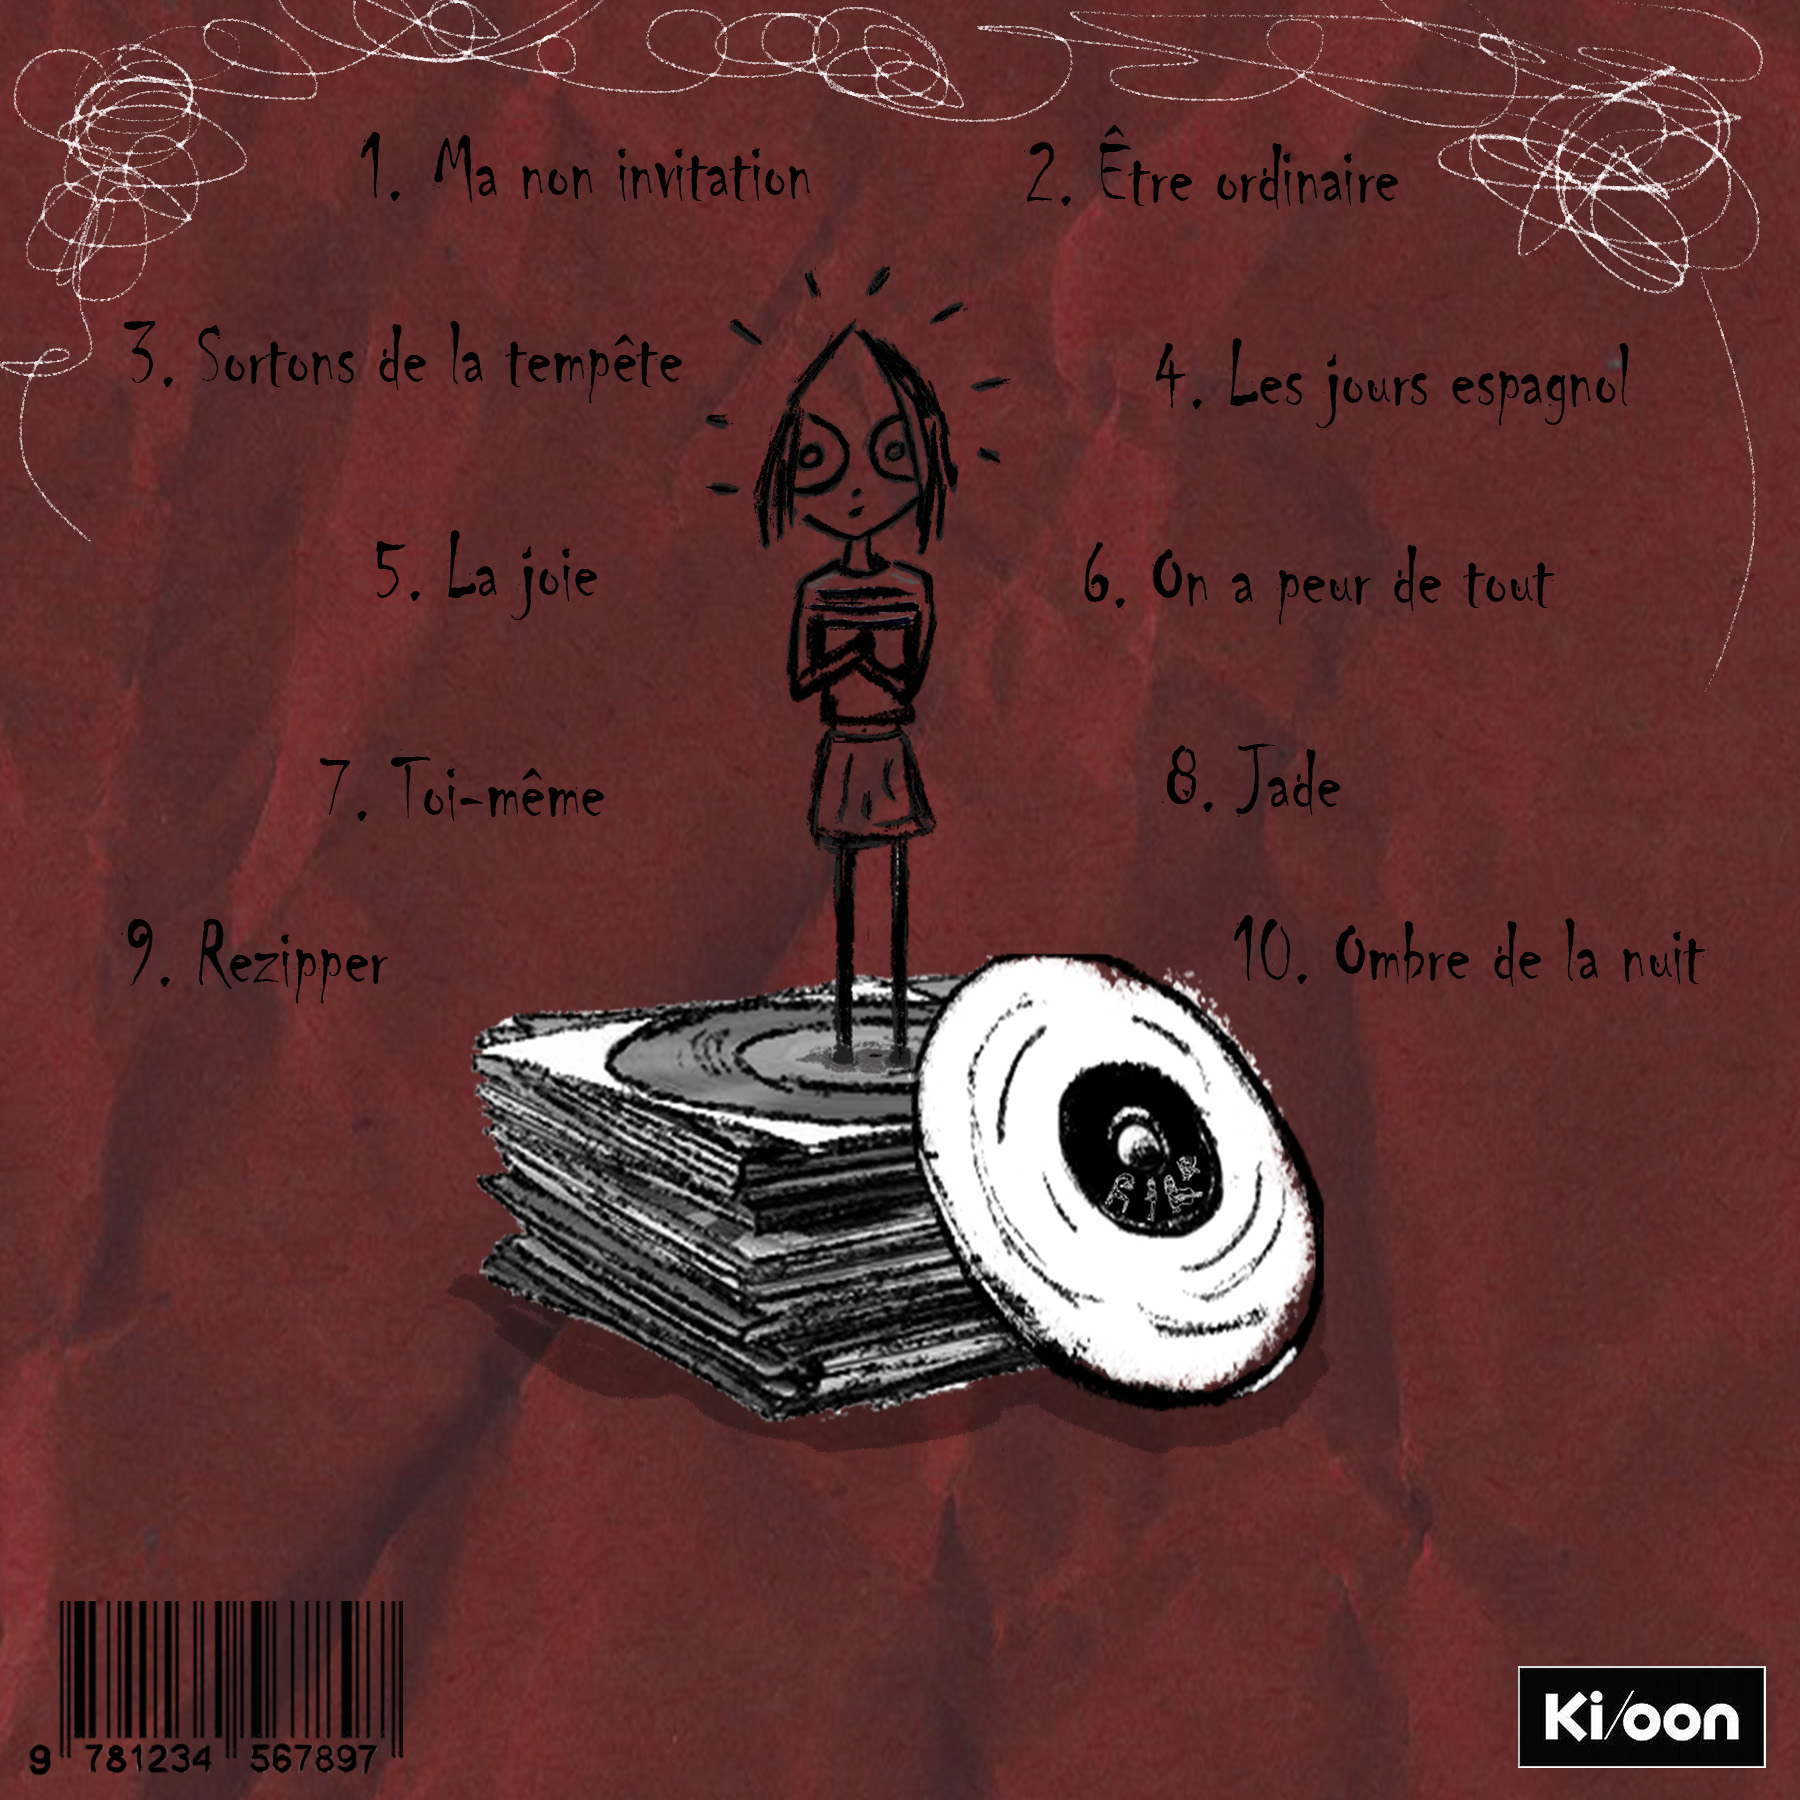 1. Ma non invitation
2. Être ordinaire
3. Sortons de la tempête
4. Les jours espagnol
5. La joie
6. On a peur de tout
7. Toi-même
8. Jade
9. Rezipper
10. Ombre de la nuit
9 781234 567897
Ki/oon